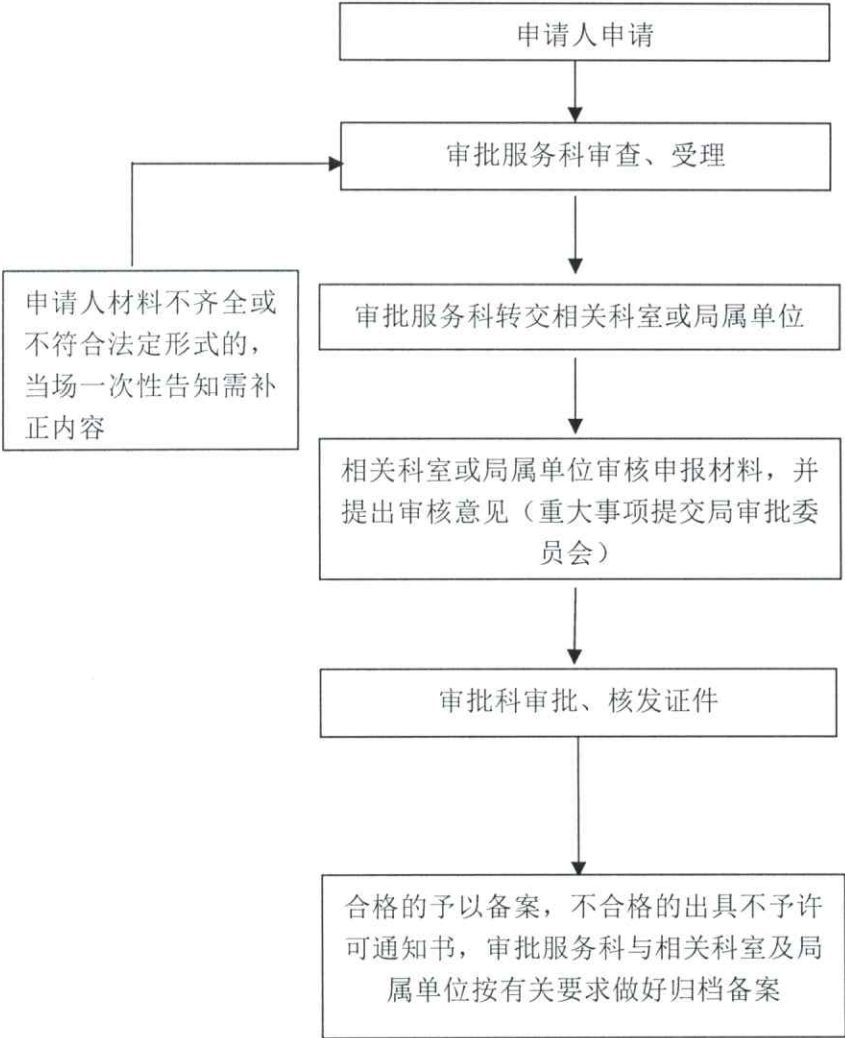 申请人申请
审批服务科审查、受理
申请人材料不齐全或
不符合法定形式的，
当场一次性告知需补
正内容
审批服务科转交相关科室或局属单位
相关科室或局属单位审核申报材料，并
提出审核意见（重大事项提交局审批委
员会）
审批科审批、核发证件
合格的予以备案，不合格的出具不予许
可通知书，审批服务科与相关科室及局
属单位按有关要求做好归档备案